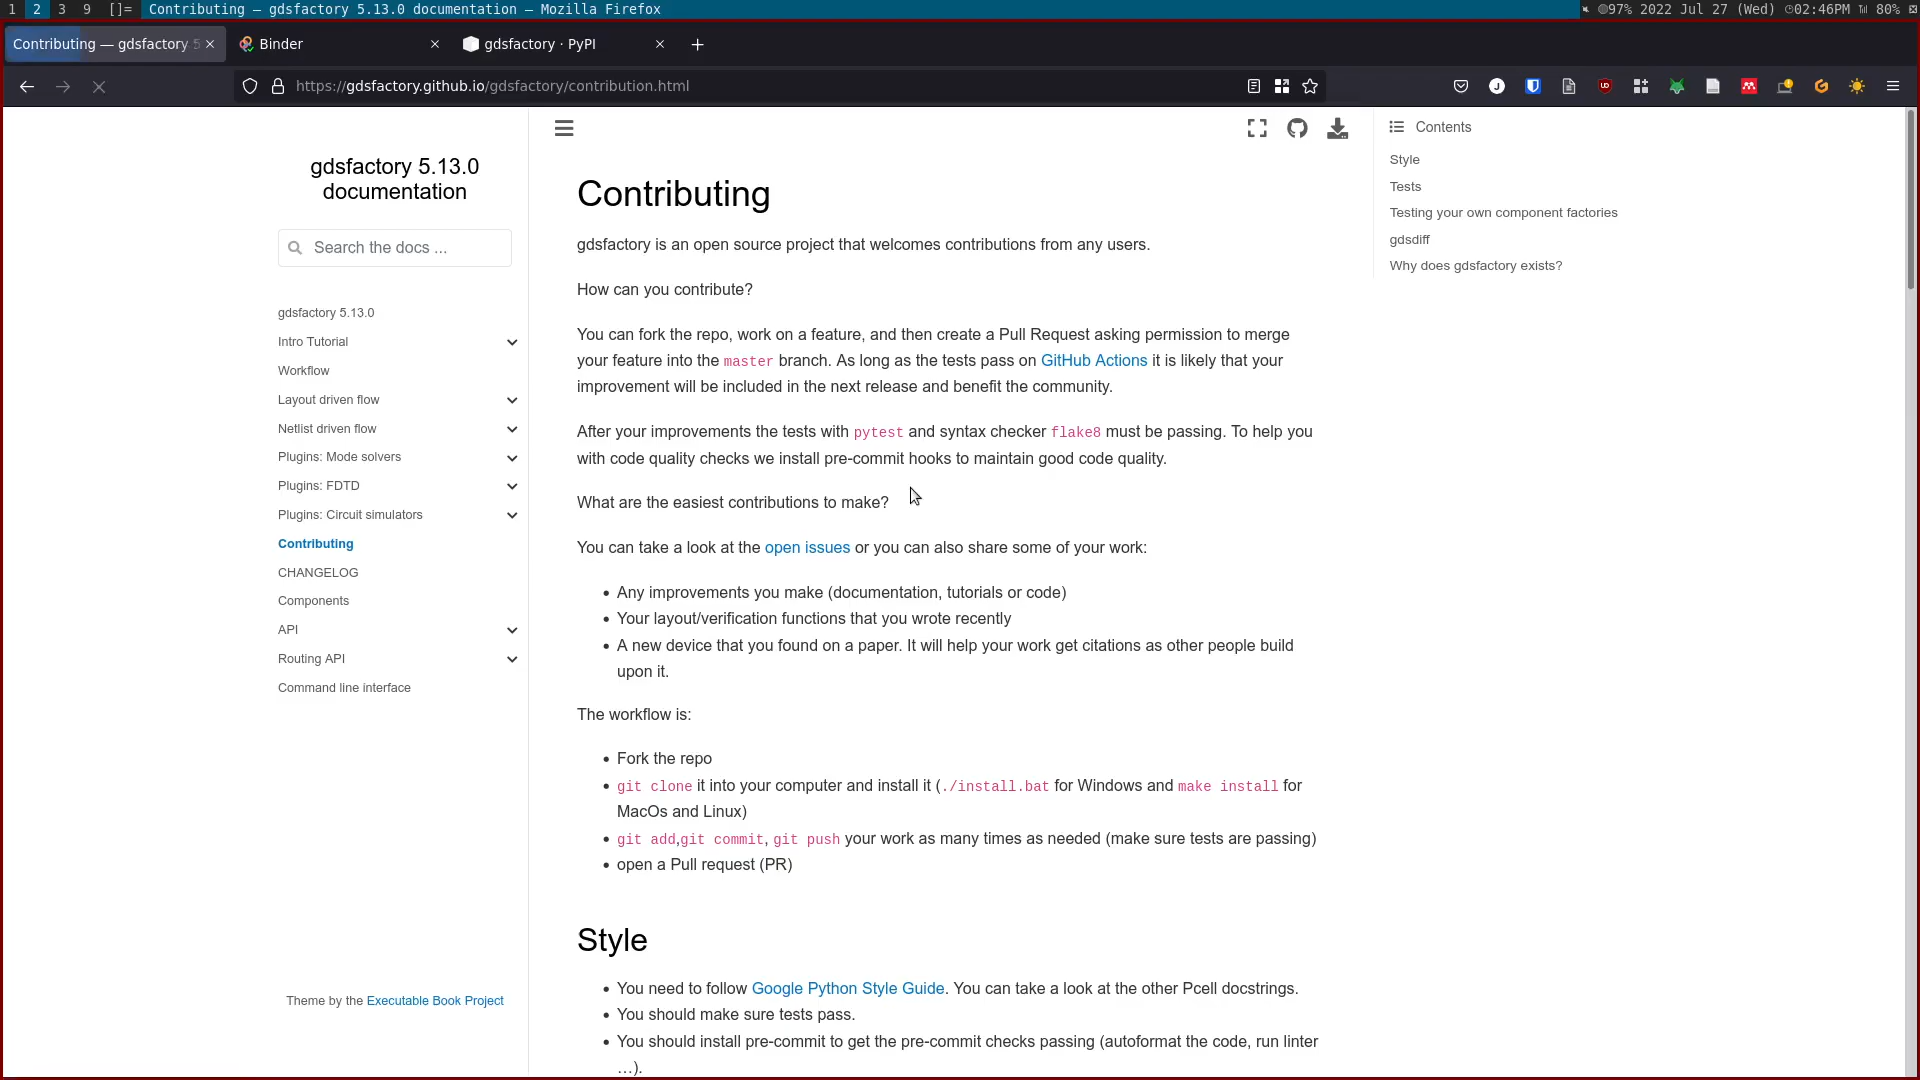 1 2 3 9 []= Contributing — gdsfactory 5.13.0 documentation — Mozilla Firefox 97% 2022 Jul 27 (Wed) 02:46PM 80%
Contributing — gdsfactory 5 Binder gdsfactory · PyPI
https://gdsfactory.github.io/gdsfactory/contribution.html
gdsfactory 5.13.0
documentation
Search the docs ...
gdsfactory 5.13.0
Intro Tutorial
Workflow
Layout driven flow
Netlist driven flow
Plugins: Mode solvers
Plugins: FDTD
Plugins: Circuit simulators
Contributing
CHANGELOG
Components
API
Routing API
Command line interface
Theme by the Executable Book Project
Contributing
gdsfactory is an open source project that welcomes contributions from any users.
How can you contribute?
You can fork the repo, work on a feature, and then create a Pull Request asking permission to merge
your feature into the master branch. As long as the tests pass on GitHub Actions it is likely that your
improvement will be included in the next release and benefit the community.
After your improvements the tests with pytest and syntax checker flake8 must be passing. To help you
with code quality checks we install pre-commit hooks to maintain good code quality.
What are the easiest contributions to make?
You can take a look at the open issues or you can also share some of your work:
• Any improvements you make (documentation, tutorials or code)
• Your layout/verification functions that you wrote recently
• A new device that you found on a paper. It will help your work get citations as other people build
upon it.
The workflow is:
• Fork the repo
• git clone it into your computer and install it (./install.bat for Windows and make install for
MacOs and Linux)
• git add,git commit, git push your work as many times as needed (make sure tests are passing)
• open a Pull request (PR)
Style
• You need to follow Google Python Style Guide. You can take a look at the other Pcell docstrings.
• You should make sure tests pass.
• You should install pre-commit to get the pre-commit checks passing (autoformat the code, run linter
…).
Contents
Style
Tests
Testing your own component factories
gdsdiff
Why does gdsfactory exists?